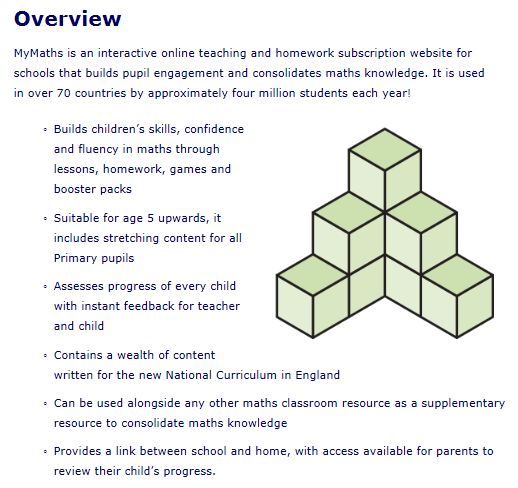 Overview
MyMaths is an interactive online teaching and homework subscription website for
schools that builds pupil engagement and consolidates maths knowledge. It is used
in over 70 countries by approximately four million students each year!
◦ Builds children’s skills, confidence
and fluency in maths through
lessons, homework, games and
booster packs
◦ Suitable for age 5 upwards, it
includes stretching content for all
Primary pupils
◦ Assesses progress of every child
with instant feedback for teacher
and child
◦ Contains a wealth of content
written for the new National Curriculum in England
◦ Can be used alongside any other maths classroom resource as a supplementary
resource to consolidate maths knowledge
◦ Provides a link between school and home, with access available for parents to
review their child’s progress.